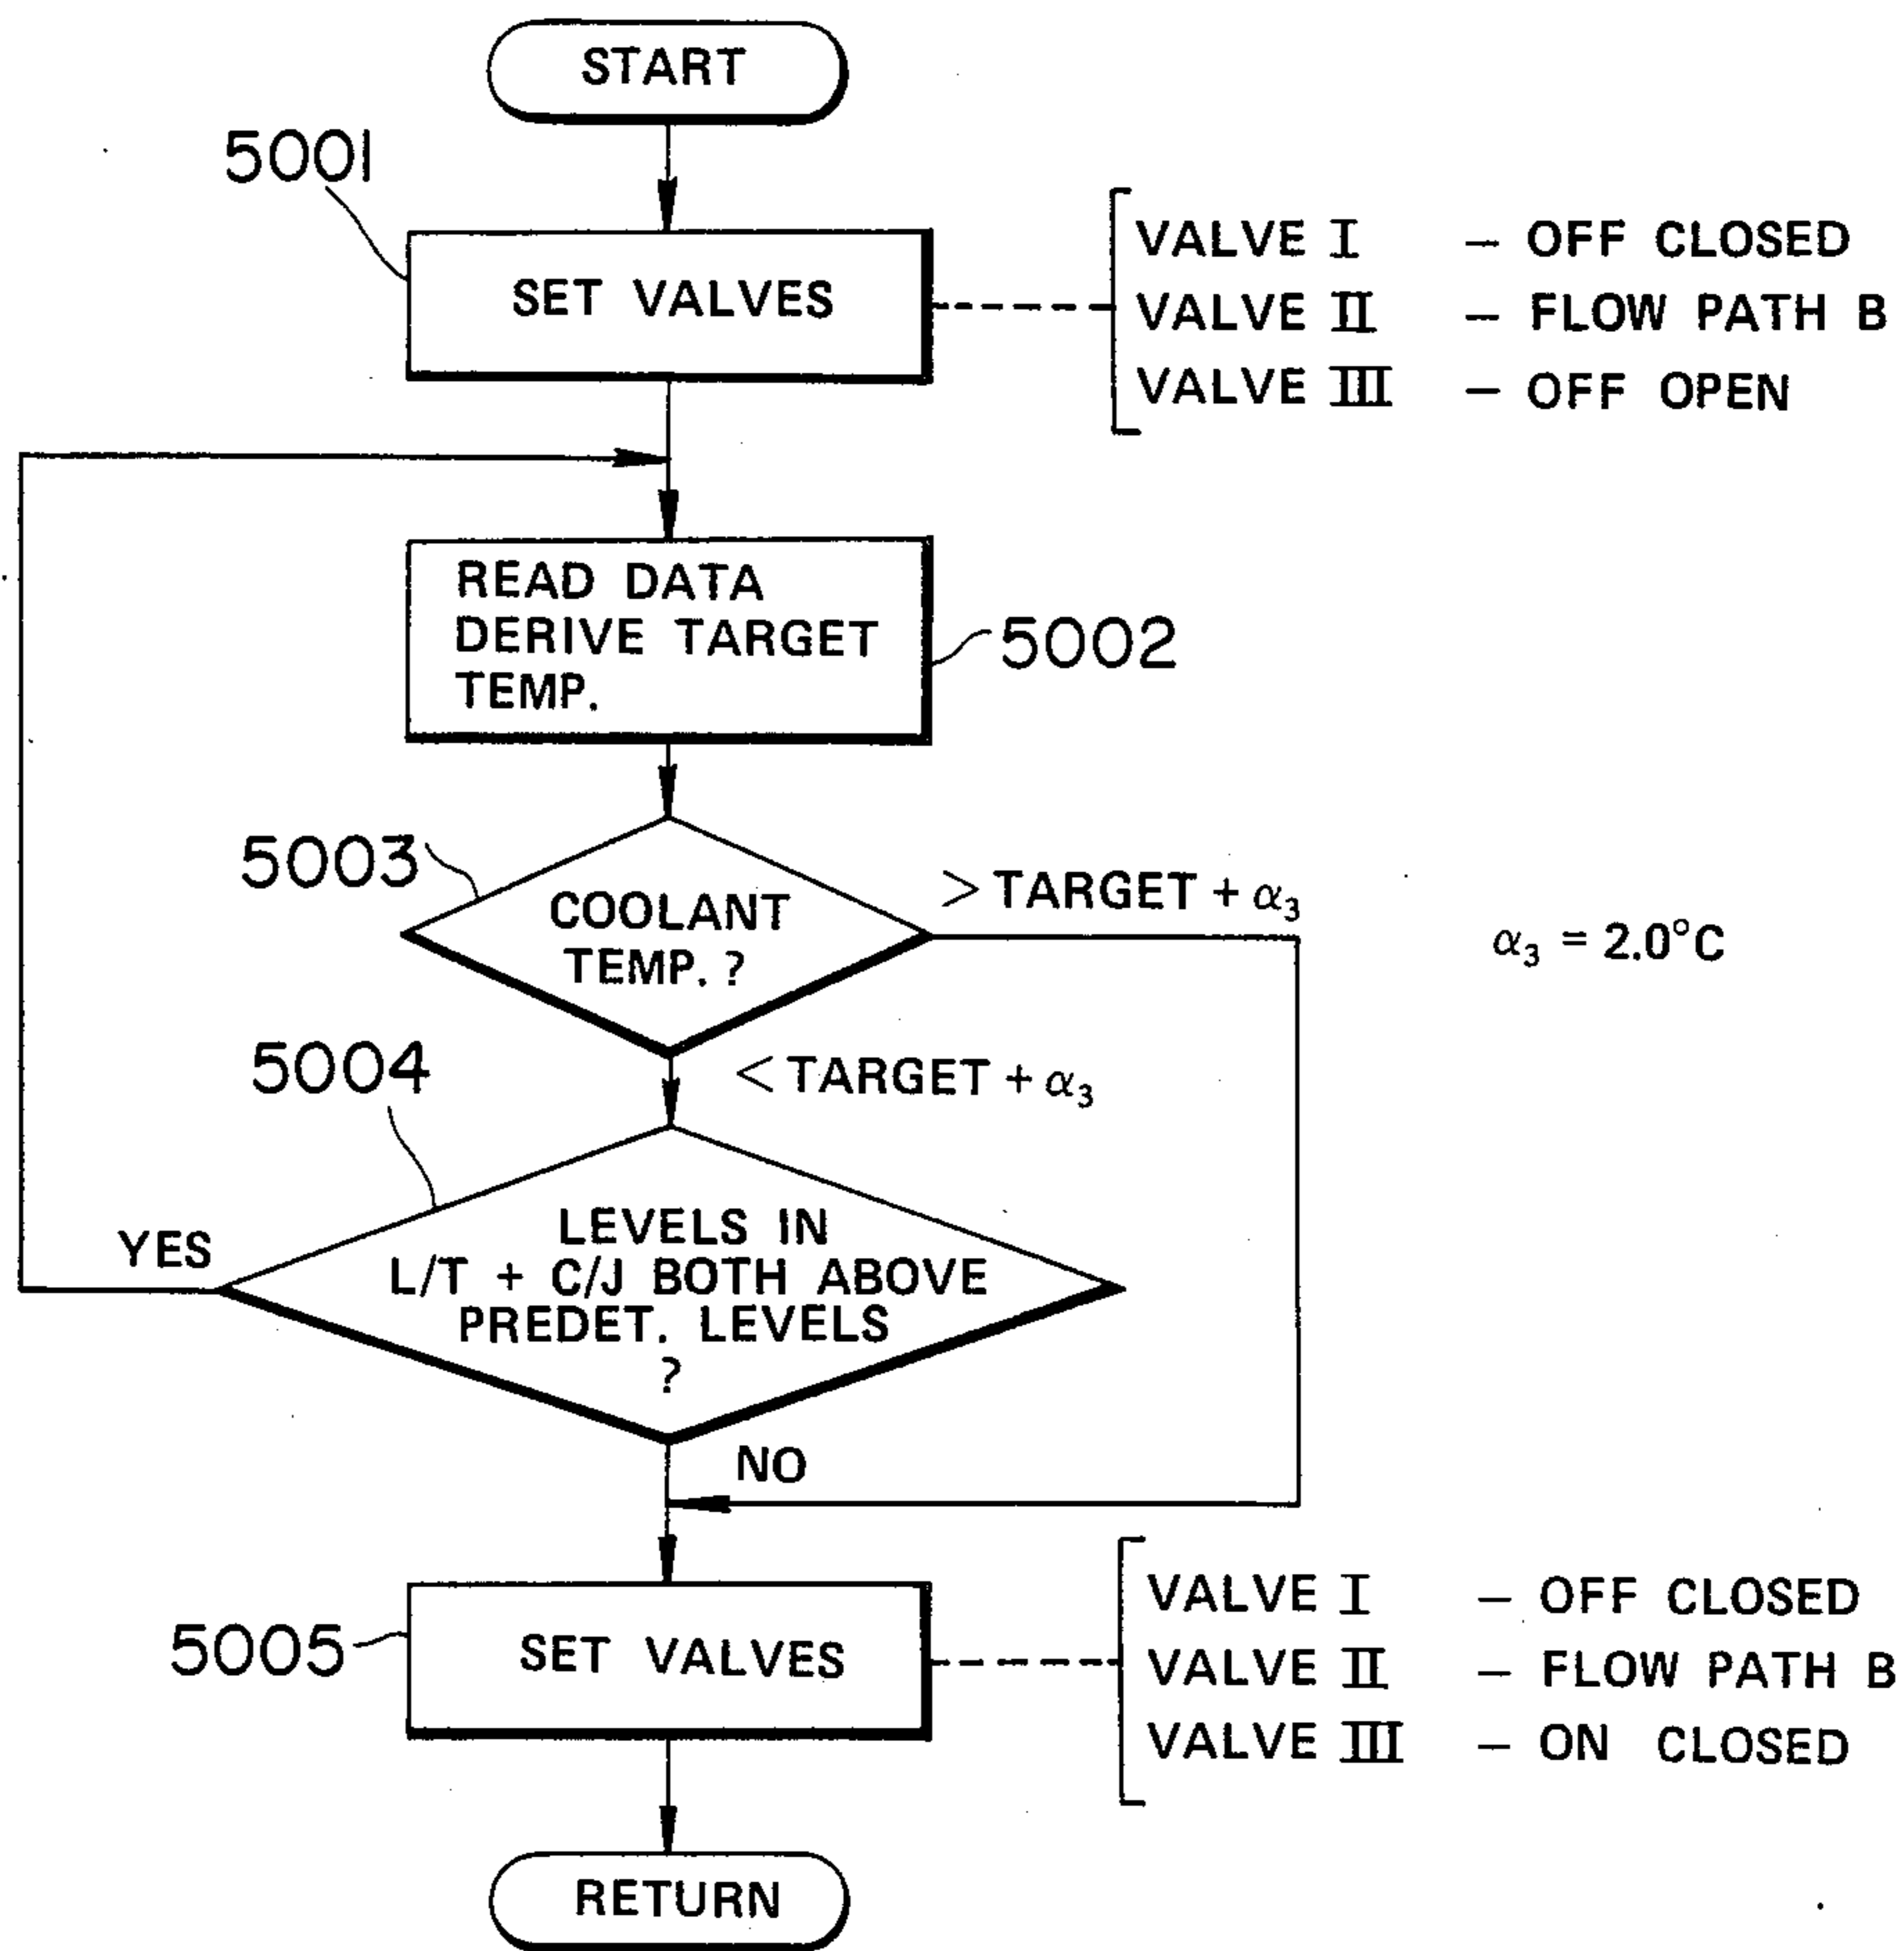 START
5001
SET VALVES
VALVE I – OFF CLOSED
VALVE II – FLOW PATH B
VALVE III – OFF OPEN
READ DATA
DERIVE TARGET
TEMP.
5002
5003
COOLANT
TEMP. ?
> TARGET + α₃
α₃ = 2.0°C
< TARGET + α₃
5004
LEVELS IN
L/T + C/J BOTH ABOVE
PREDET. LEVELS
?
YES
NO
5005
SET VALVES
VALVE I – OFF CLOSED
VALVE II – FLOW PATH B
VALVE III – ON CLOSED
RETURN